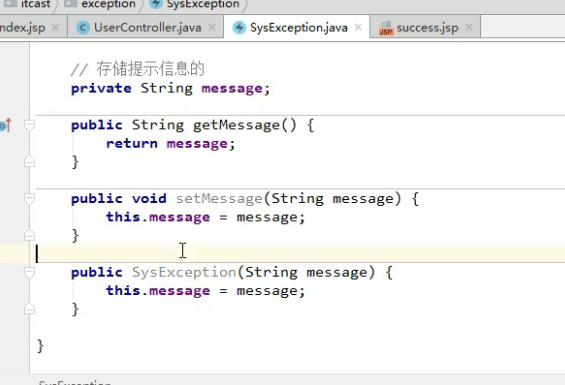 itcast exception SysException
ndex.jsp UserController.java SysException.java success.jsp
// 存储提示信息的
private String message;
public String getMessage() {
return message;
}
public void setMessage(String message) {
this.message = message;
}
public SysException(String message) {
this.message = message;
}
}
SysException